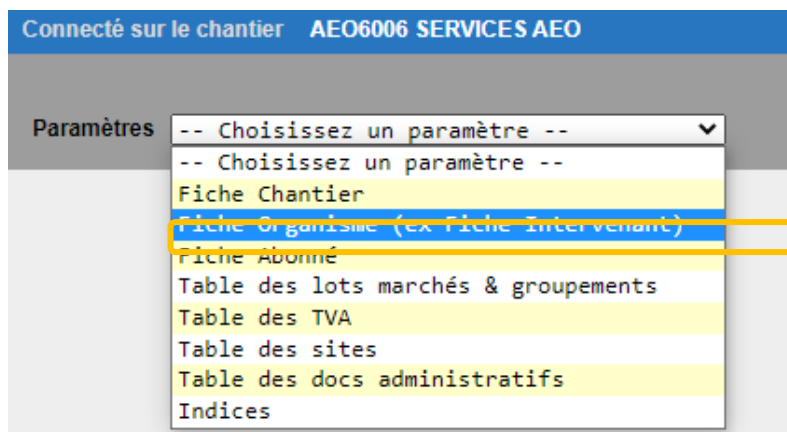 Connecté sur le chantier AEO6006 SERVICES AEO
Paramètres -- Choisissez un paramètre --
-- Choisissez un paramètre --
Fiche Chantier
Fiche Organisme (ex Fiche Intervenant)
Fiche Abonné
Table des lots marchés & groupements
Table des TVA
Table des sites
Table des docs administratifs
Indices